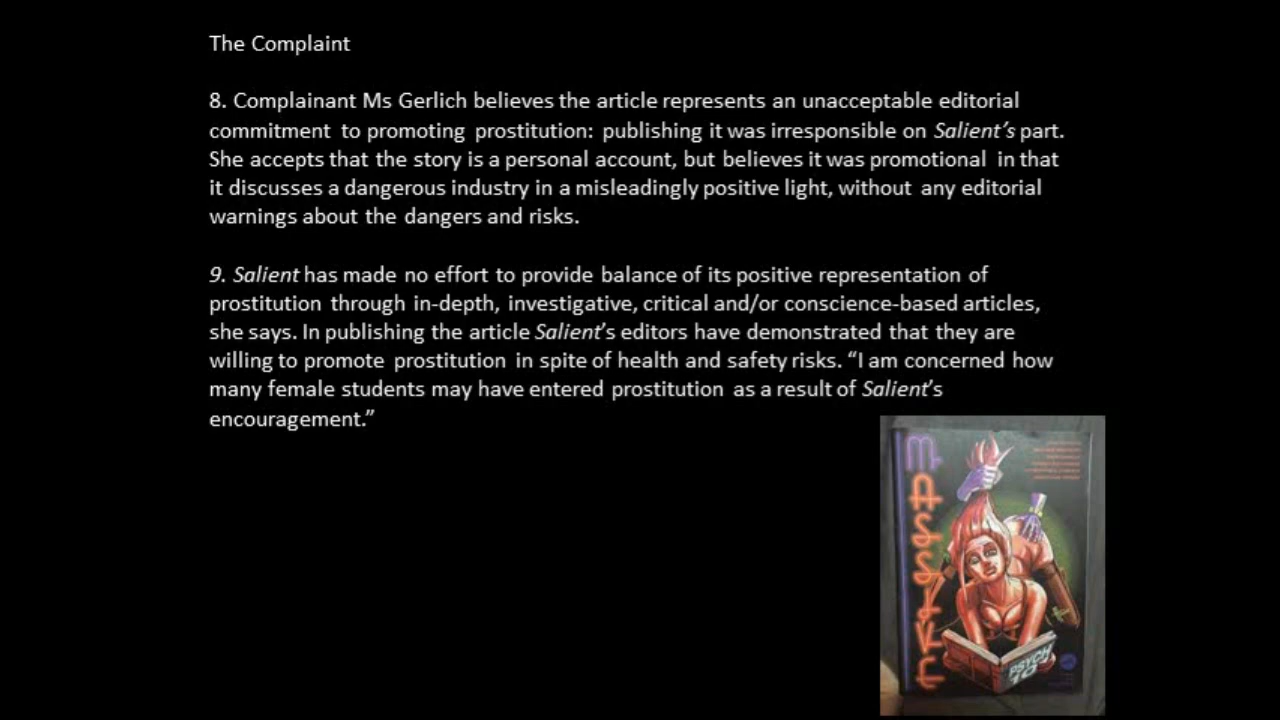 The Complaint
8. Complainant Ms Gerlich believes the article represents an unacceptable editorial
commitment to promoting prostitution: publishing it was irresponsible on Salient's part.
She accepts that the story is a personal account, but believes it was promotional in that
it discusses a dangerous industry in a misleadingly positive light, without any editorial
warnings about the dangers and risks.
9. Salient has made no effort to provide balance of its positive representation of
prostitution through in-depth, investigative, critical and/or conscience-based articles,
she says. In publishing the article Salient's editors have demonstrated that they are
willing to promote prostitution in spite of health and safety risks. “I am concerned how
many female students may have entered prostitution as a result of Salient's
encouragement.”
PSYCH